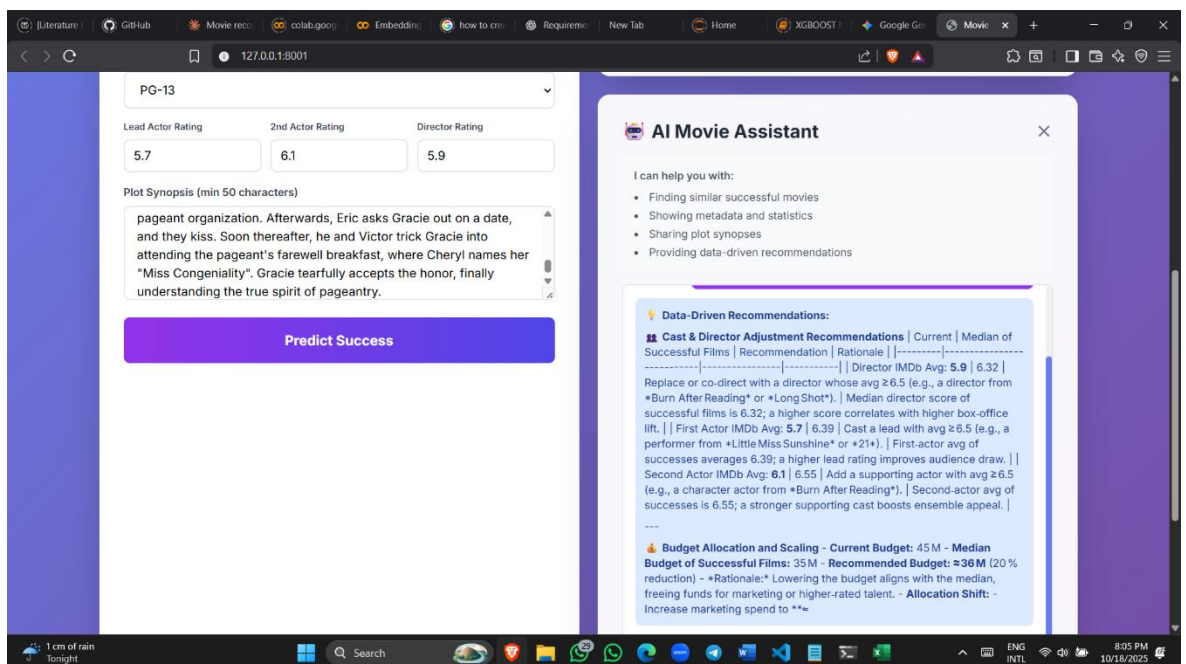 [Literature
GitHub
Movie reco
colab.goog
Embedding
how to crea
Requireme
New Tab
Home
XGBOOST
Google Ge
Movie
127.0.0.1:8001
PG-13
Lead Actor Rating
2nd Actor Rating
Director Rating
5.7
6.1
5.9
Plot Synopsis (min 50 characters)
pageant organization. Afterwards, Eric asks Gracie out on a date,
and they kiss. Soon thereafter, he and Victor trick Gracie into
attending the pageant's farewell breakfast, where Cheryl names her
"Miss Congeniality". Gracie tearfully accepts the honor, finally
understanding the true spirit of pageantry.
Predict Success
AI Movie Assistant
I can help you with:
• Finding similar successful movies
• Showing metadata and statistics
• Sharing plot synopses
• Providing data-driven recommendations
Data-Driven Recommendations:
Cast & Director Adjustment Recommendations | Current | Median of
Successful Films | Recommendation | Rationale | |---------|----------------
-----------|----------------|-----------| | Director IMDb Avg: 5.9 | 6.32 |
Replace or co-direct with a director whose avg ≥6.5 (e.g., a director from
*Burn After Reading* or *Long Shot*). | Median director score of
successful films is 6.32; a higher score correlates with higher box-office
lift. | | First Actor IMDb Avg: 5.7 | 6.39 | Cast a lead with avg ≥6.5 (e.g., a
performer from *Little Miss Sunshine* or *21*). | First-actor avg of
successes averages 6.39; a higher lead rating improves audience draw. | |
Second Actor IMDb Avg: 6.1 | 6.55 | Add a supporting actor with avg ≥6.5
(e.g., a character actor from *Burn After Reading*). | Second-actor avg of
successes is 6.55; a stronger supporting cast boosts ensemble appeal. |
---
Budget Allocation and Scaling - Current Budget: 45 M - Median
Budget of Successful Films: 35 M - Recommended Budget: ≈36 M (20 %
reduction) - *Rationale:* Lowering the budget aligns with the median,
freeing funds for marketing or higher-rated talent. - Allocation Shift: -
Increase marketing spend to **≈
1 cm of rain
Tonight
Search
29
zoom
ENG
INTL
8:05 PM
10/18/2025